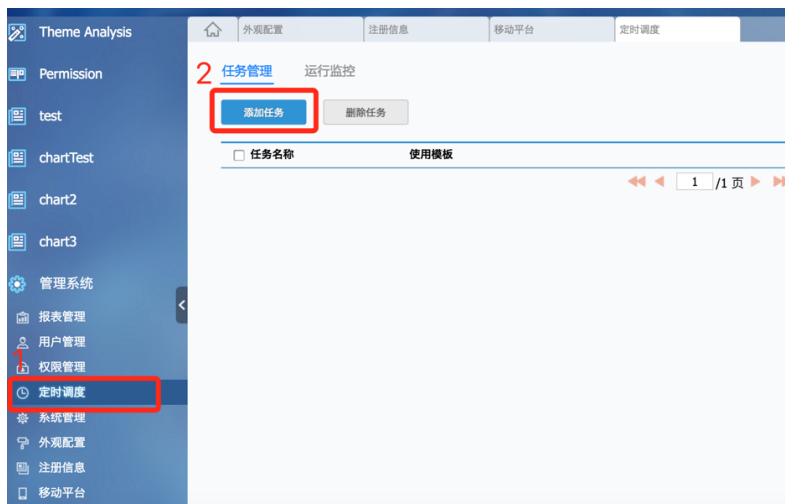 Theme Analysis
Permission
test
chartTest
chart2
chart3
管理系统
报表管理
用户管理
1
权限管理
定时调度
系统管理
外观配置
注册信息
移动平台
外观配置 注册信息 移动平台 定时调度
2 任务管理 运行监控
添加任务 删除任务
任务名称 使用模板
1 /1 页